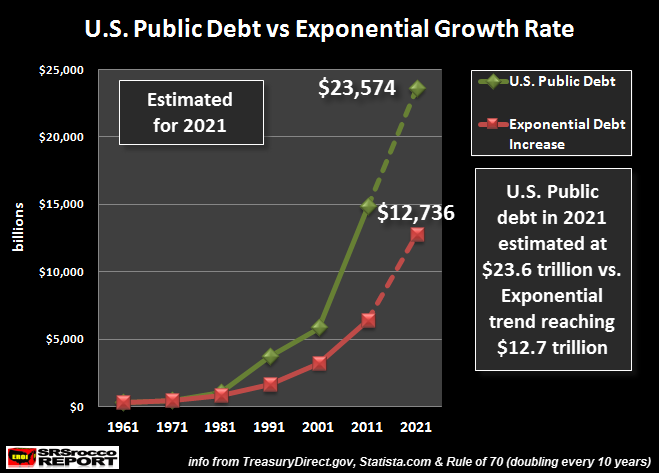 U.S. Public Debt vs Exponential Growth Rate
$25,000
$20,000
$15,000
$10,000
$5,000
$0
billions
Estimated
for 2021
$23,574
$12,736
1961 1971 1981 1991 2001 2011 2021
U.S. Public Debt
Exponential Debt
Increase
U.S. Public
debt in 2021
estimated at
$23.6 trillion vs.
Exponential
trend reaching
$12.7 trillion
EROI
SRSrocco
REPORT
info from TreasuryDirect.gov, Statista.com & Rule of 70 (doubling every 10 years)